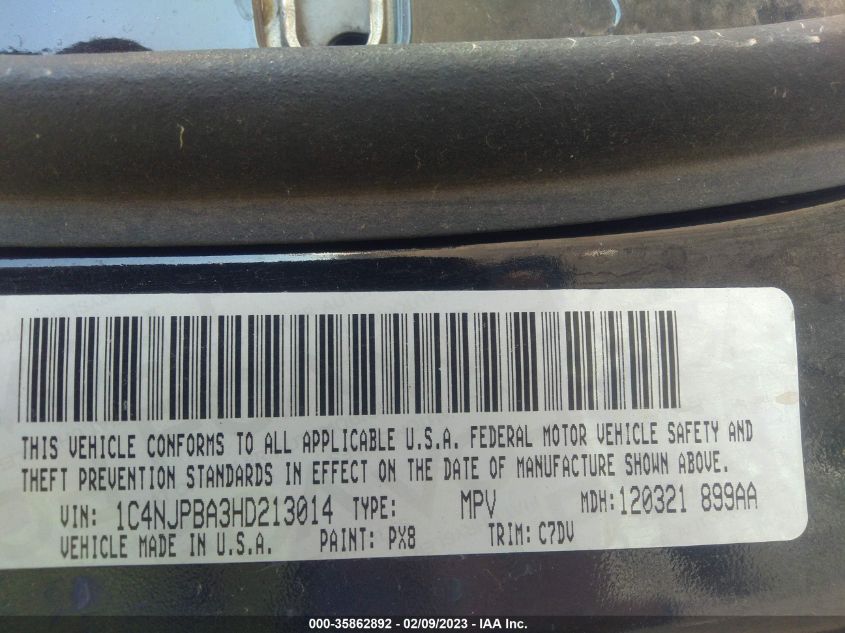 THIS VEHICLE CONFORMS TO ALL APPLICABLE U.S.A. FEDERAL MOTOR VEHICLE SAFETY AND
THEFT PREVENTION STANDARDS IN EFFECT ON THE DATE OF MANUFACTURE SHOWN ABOVE.
VIN: 1C4NJPBA3HD213014 TYPE: MPV MDH:120321 899AA
VEHICLE MADE IN U.S.A. PAINT: PX8 TRIM: C7DV
000-35862892 - 02/09/2023 - IAA Inc.